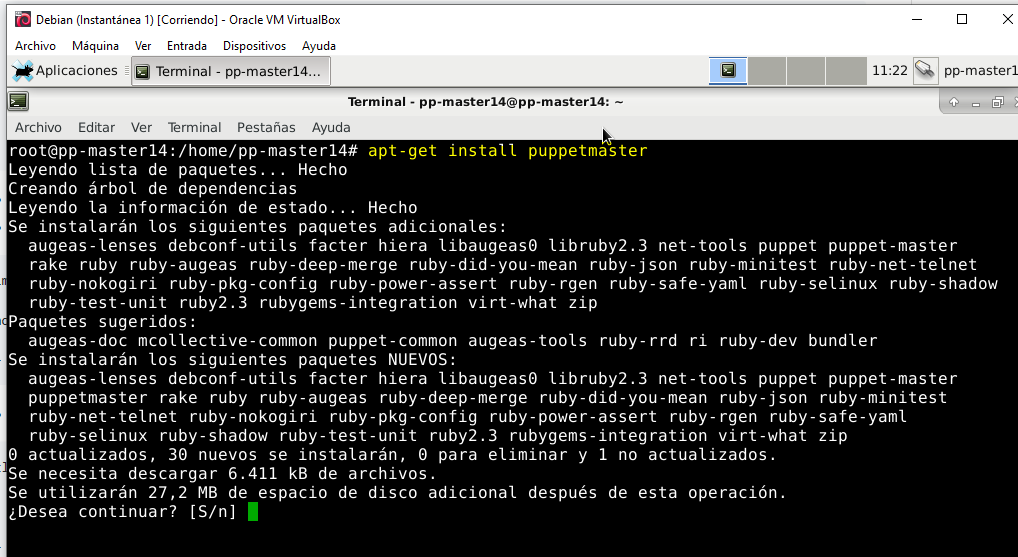 Debian (Instantánea 1) [Corriendo] - Oracle VM VirtualBox
Archivo Máquina Ver Entrada Dispositivos Ayuda
Aplicaciones Terminal - pp-master14... 11:22 pp-master1
Terminal - pp-master14@pp-master14: ~
Archivo Editar Ver Terminal Pestañas Ayuda
root@pp-master14:/home/pp-master14# apt-get install puppetmaster
Leyendo lista de paquetes... Hecho
Creando árbol de dependencias
Leyendo la información de estado... Hecho
Se instalarán los siguientes paquetes adicionales:
augeas-lenses debconf-utils facter hiera libaugeas0 libruby2.3 net-tools puppet puppet-master
rake ruby ruby-augeas ruby-deep-merge ruby-did-you-mean ruby-json ruby-minitest ruby-net-telnet
ruby-nokogiri ruby-pkg-config ruby-power-assert ruby-rgen ruby-safe-yaml ruby-selinux ruby-shadow
ruby-test-unit ruby2.3 rubygems-integration virt-what zip
Paquetes sugeridos:
augeas-doc mcollective-common puppet-common augeas-tools ruby-rrd ri ruby-dev bundler
Se instalarán los siguientes paquetes NUEVOS:
augeas-lenses debconf-utils facter hiera libaugeas0 libruby2.3 net-tools puppet puppet-master
puppetmaster rake ruby ruby-augeas ruby-deep-merge ruby-did-you-mean ruby-json ruby-minitest
ruby-net-telnet ruby-nokogiri ruby-pkg-config ruby-power-assert ruby-rgen ruby-safe-yaml
ruby-selinux ruby-shadow ruby-test-unit ruby2.3 rubygems-integration virt-what zip
0 actualizados, 30 nuevos se instalarán, 0 para eliminar y 1 no actualizados.
Se necesita descargar 6.411 kB de archivos.
Se utilizarán 27,2 MB de espacio de disco adicional después de esta operación.
¿Desea continuar? [S/n]